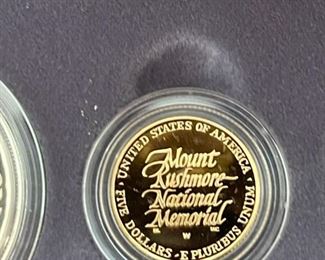 UNITED STATES OF AMERICA
Mount
Rushmore
National
Memorial
W
· FIVE DOLLARS · E PLURIBUS UNUM ·